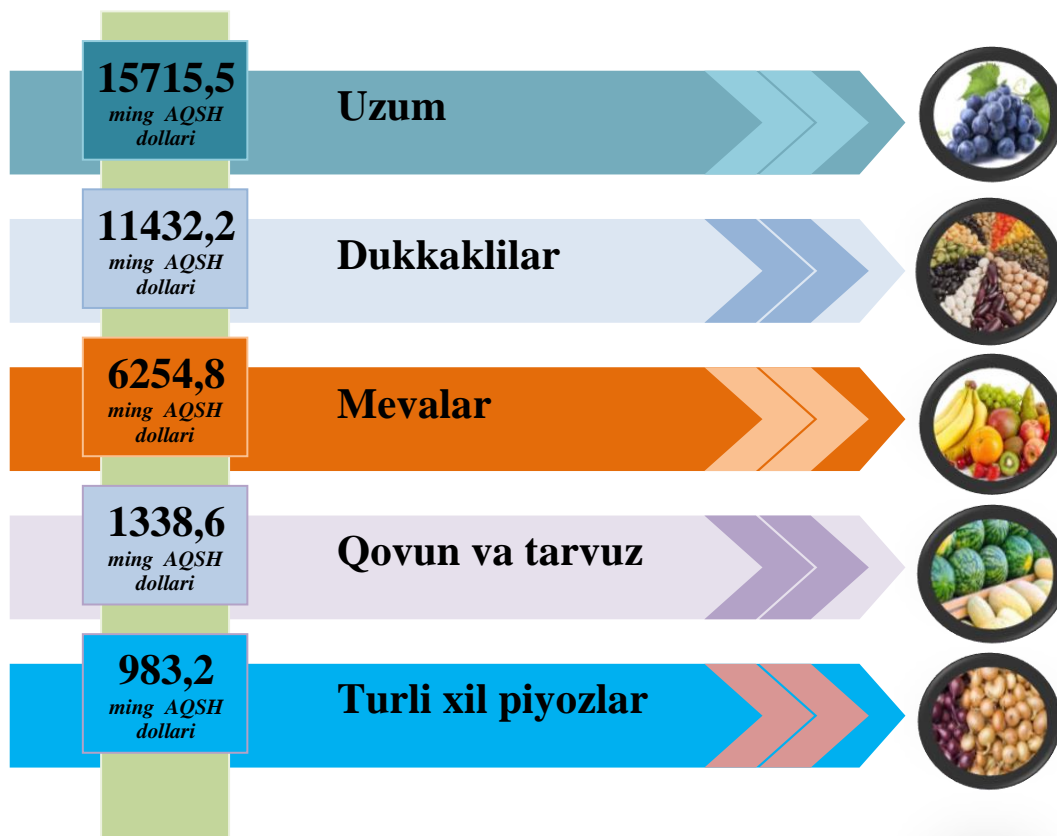 15715,5
ming AQSH
dollari
Uzum
11432,2
ming AQSH
dollari
Dukkaklilar
6254,8
ming AQSH
dollari
Mevalar
1338,6
ming AQSH
dollari
Qovun va tarvuz
983,2
ming AQSH
dollari
Turli xil piyozlar